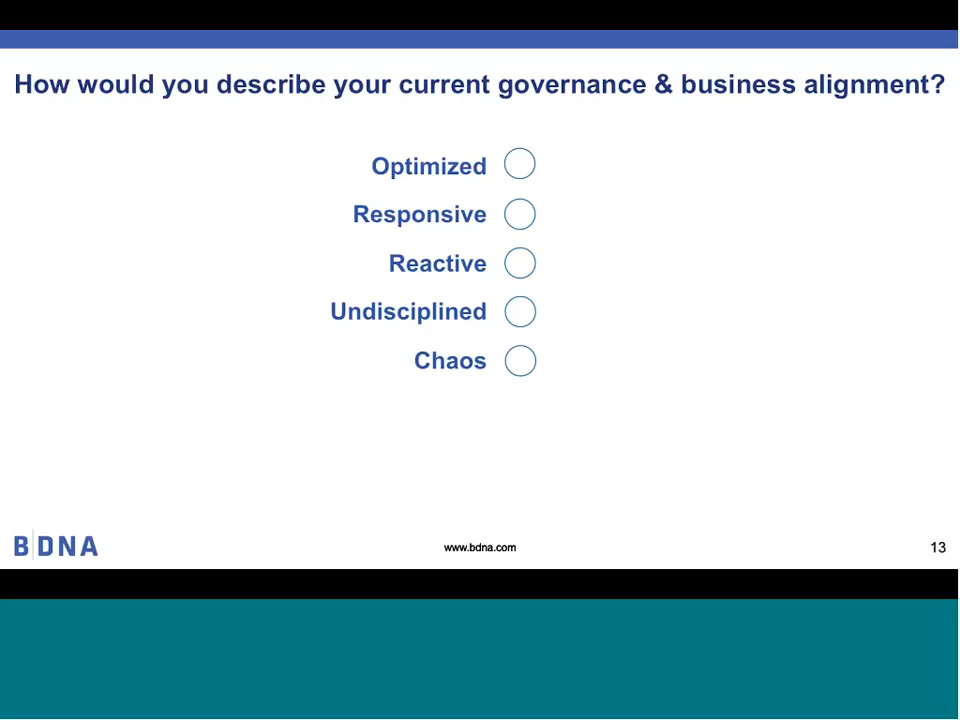 How would you describe your current governance & business alignment?
Optimized
Responsive
Reactive
Undisciplined
Chaos
BDNA
www.bdna.com
13